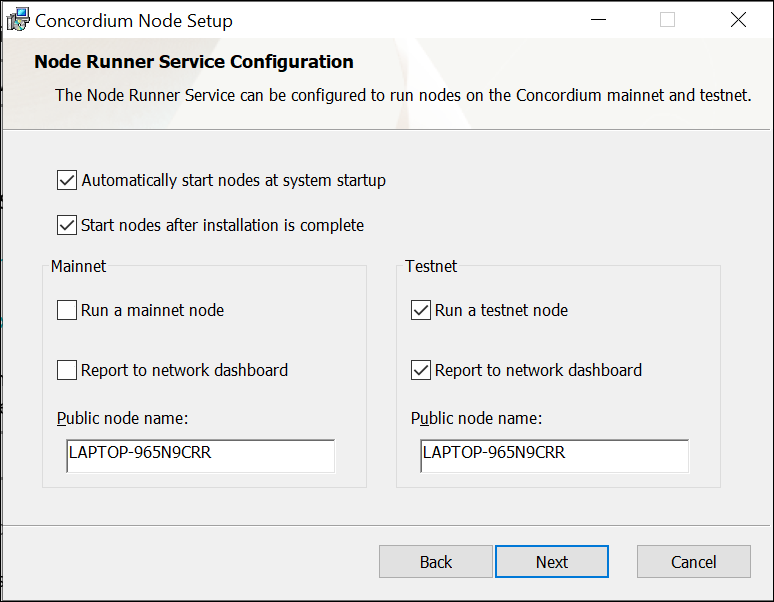 Concordium Node Setup
Node Runner Service Configuration
The Node Runner Service can be configured to run nodes on the Concordium mainnet and testnet.
Automatically start nodes at system startup
Start nodes after installation is complete
Mainnet
Run a mainnet node
Report to network dashboard
Public node name:
LAPTOP-965N9CRR
Testnet
Run a testnet node
Report to network dashboard
Public node name:
LAPTOP-965N9CRR
Back
Next
Cancel